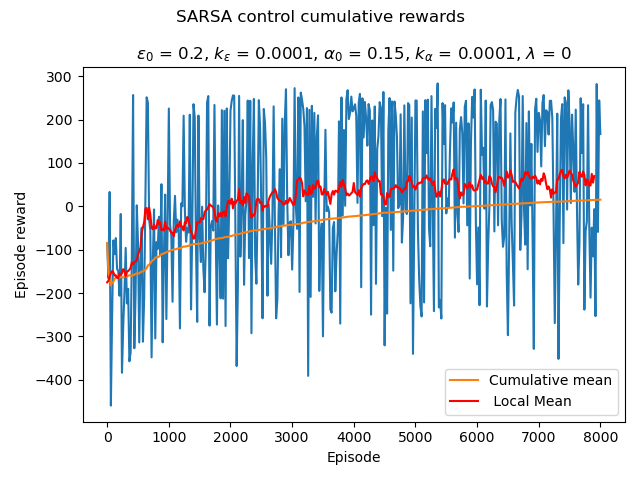 SARSA control cumulative rewards
ε₀ = 0.2, kε = 0.0001, α₀ = 0.15, kα = 0.0001, λ = 0
Episode reward
300
200
100
0
−100
−200
−300
−400
0 1000 2000 3000 4000 5000 6000 7000 8000
Episode
Cumulative mean
Local Mean